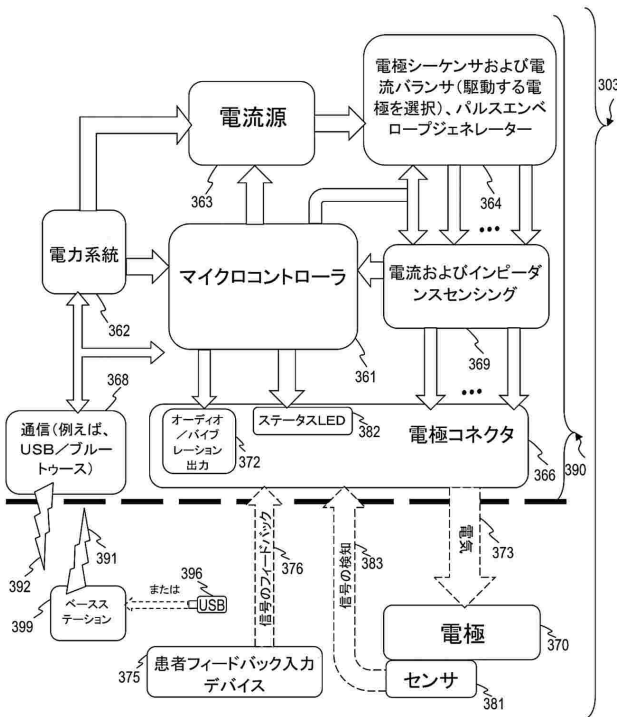 電流源
363
電極シーケンサおよび電
流バランサ(駆動する電
極を選択)、パルスエンベ
ロープジェネレーター
364
303
電力系統
362
マイクロコントローラ
361
•••
電流およびインピーダ
ンスセンシング
369
368
通信(例えば、
USB/ブルー
トゥース)
オーディオ
/バイブ
レーション
出力
372
ステータスLED
382
•••
電極コネクタ
366
390
392
391
399
ベースス
テーション
または
396
USB
信号のフィードバック
376
信号の検知
383
電気
373
375
患者フィードバック入力
デバイス
電極
370
センサ
381